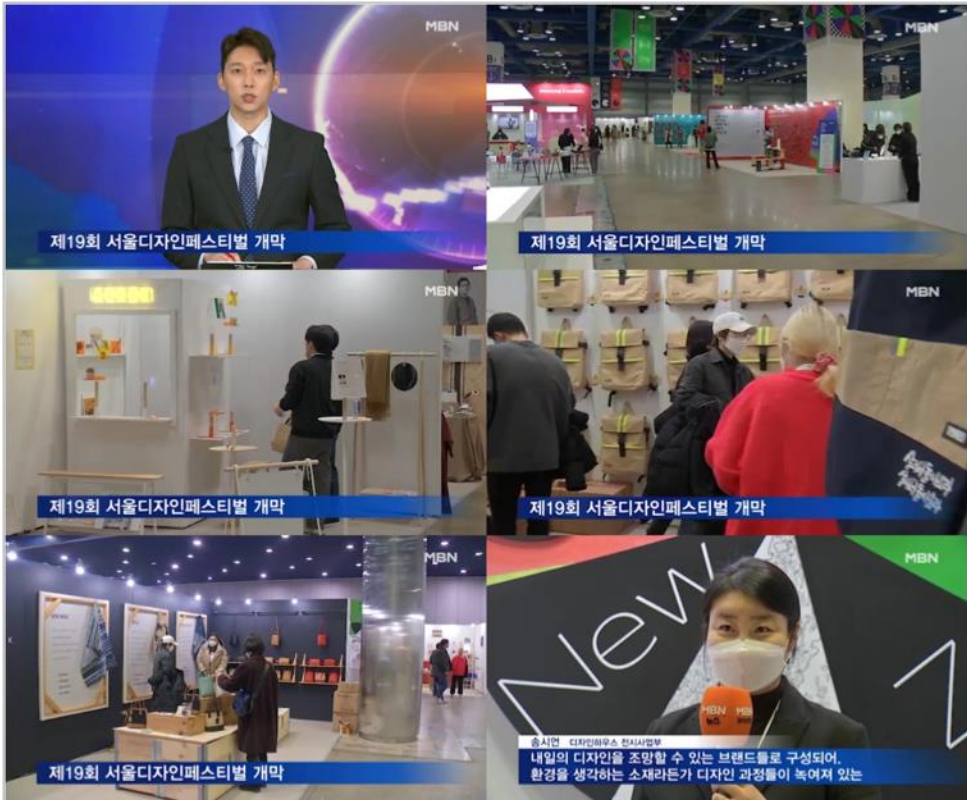 MBN
제19회 서울디자인페스티벌 개막
MBN
제19회 서울디자인페스티벌 개막
MBN
제19회 서울디자인페스티벌 개막
MBN
제19회 서울디자인페스티벌 개막
MBN
제19회 서울디자인페스티벌 개막
MBN
New
MBN
뉴스
송시연 디자인하우스 전시사업부
내일의 디자인을 조망할 수 있는 브랜드들로 구성되어,
환경을 생각하는 소재라든가 디자인 과정들이 녹여져 있는